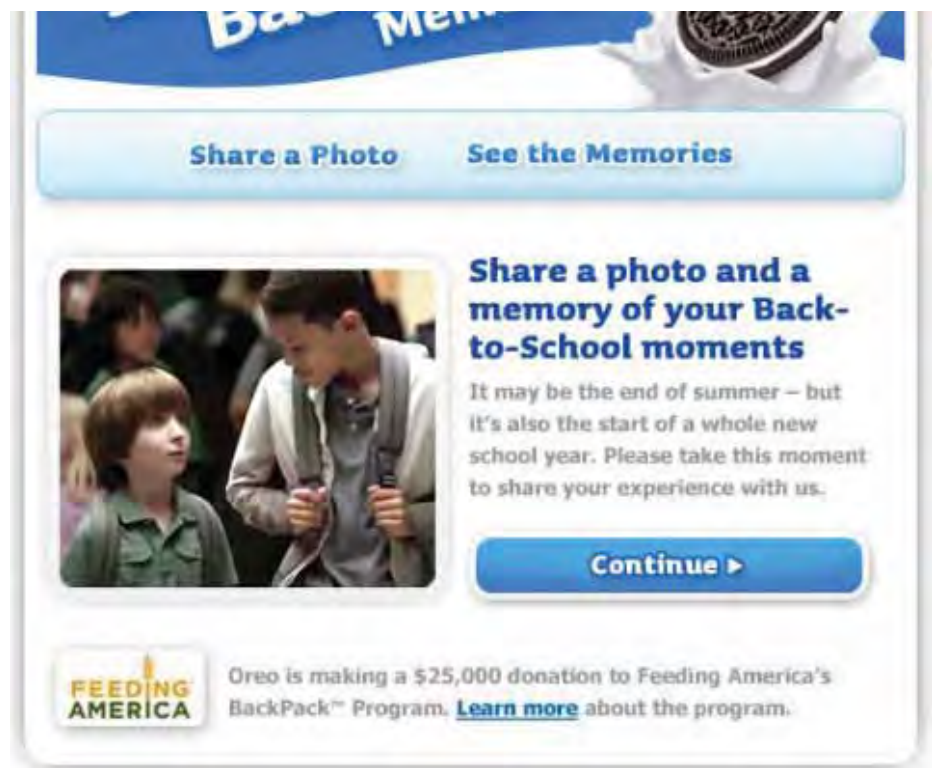 Share a Photo
See the Memories
Share a photo and a
memory of your Back-
to-School moments
It may be the end of summer – but
it's also the start of a whole new
school year. Please take this moment
to share your experience with us.
Continue ►
FEEDING
AMERICA
Oreo is making a $25,000 donation to Feeding America's
BackPack™ Program. Learn more about the program.